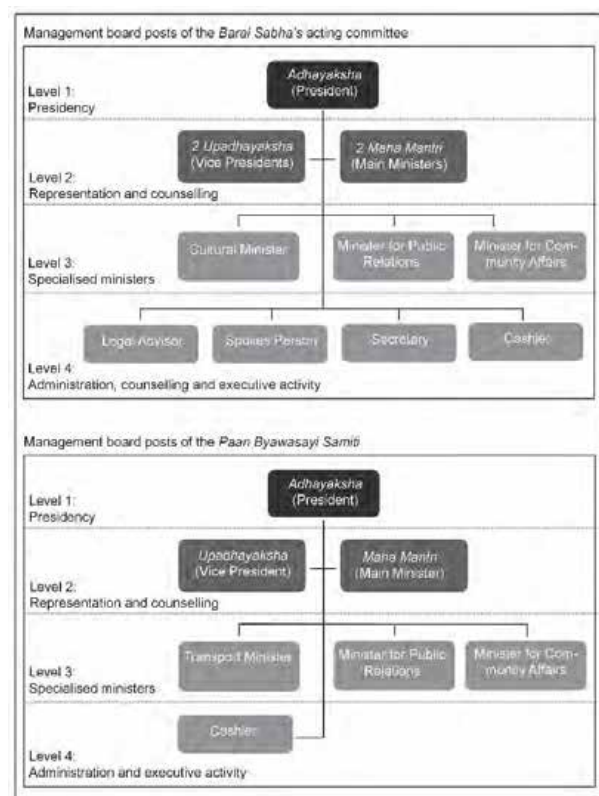 Management board posts of the Barai Sabha's acting committee
Adhayaksha
(President)
Level 1:
Presidency
2 Upadhayaksha
(Vice Presidents)
2 Maha Mantri
(Main Ministers)
Level 2:
Representation and counselling
Cultural Minister
Minister for Public
Relations
Minister for Com-
munity Affairs
Level 3:
Specialised ministers
Legal Advisor
Spoken Person
Secretary
Cashier
Level 4:
Administration, counselling and executive activity
Management board posts of the Paan Byawasayi Samiti
Adhayaksha
(President)
Level 1:
Presidency
Upadhayaksha
(Vice President)
Maha Mantri
(Main Minister)
Level 2:
Representation and counselling
Transport Minister
Minister for Public
Relations
Minister for Com-
munity Affairs
Level 3:
Specialised ministers
Cashier
Level 4:
Administration and executive activity